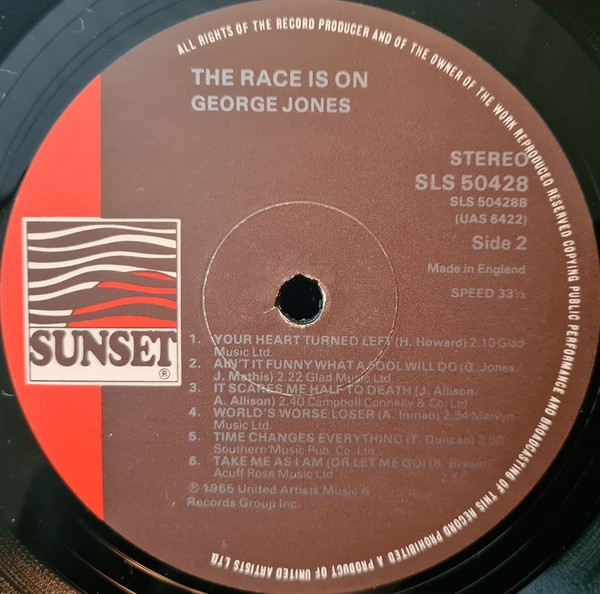 ALL RIGHTS OF THE RECORD PRODUCER AND OF THE OWNER OF THE WORK REPRODUCED RESERVED COPYING PUBLIC PERFORMANCE AND BROADCASTING OF THIS RECORD PROHIBITED A PRODUCT OF UNITED ARTISTS LTD.
THE RACE IS ON
GEORGE JONES
STEREO
SLS 50428
SLS 50428B
(UAS 6422)
Side 2
Made in England
SPEED 33⅓
SUNSET®
1. YOUR HEART TURNED LEFT (H. Howard) 2.10 Glad
Music Ltd.
2. AIN'T IT FUNNY WHAT A FOOL WILL DO (G. Jones/
J. Mathis) 2.22 Glad Music Ltd.
3. IT SCARES ME HALF TO DEATH (J. Allison/
A. Allison) 2.40 Campbell Connelly & Co. Ltd.
4. WORLD'S WORSE LOSER (A. Inman) 2.34 Mervyn
Music Ltd.
5. TIME CHANGES EVERYTHING (T. Duncan)
Southern Music Pub. Co. Ltd.
6. TAKE ME AS I AM (OR LET ME GO) (B. Bryant)
Acuff Rose Music Ltd
℗ 1965 United Artists Music &
Records Group Inc.